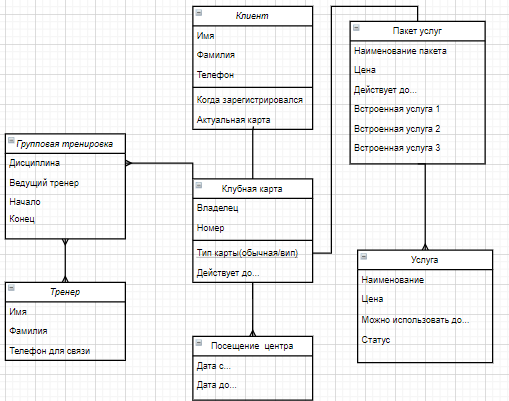 Клиент
Имя
Фамилия
Телефон
Когда зарегистрировался
Актуальная карта
Пакет услуг
Наименование пакета
Цена
Действует до...
Встроенная услуга 1
Встроенная услуга 2
Встроенная услуга 3
Групповая тренировка
Дисциплина
Ведущий тренер
Начало
Конец
Клубная карта
Владелец
Номер
Тип карты(обычная/вип)
Действует до...
Услуга
Наименование
Цена
Можно использовать до...
Статус
Тренер
Имя
Фамилия
Телефон для связи
Посещение центра
Дата с...
Дата до...